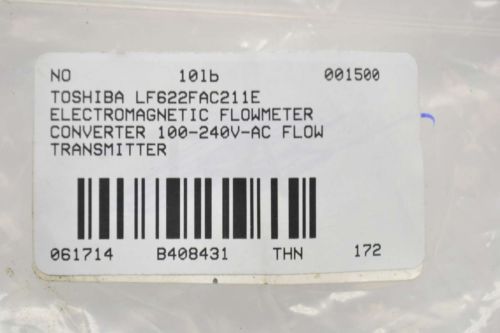 NO 10lb 001500
TOSHIBA LF622FAC211E
ELECTROMAGNETIC FLOWMETER
CONVERTER 100-240V-AC FLOW
TRANSMITTER
061714 B408431 THN 172